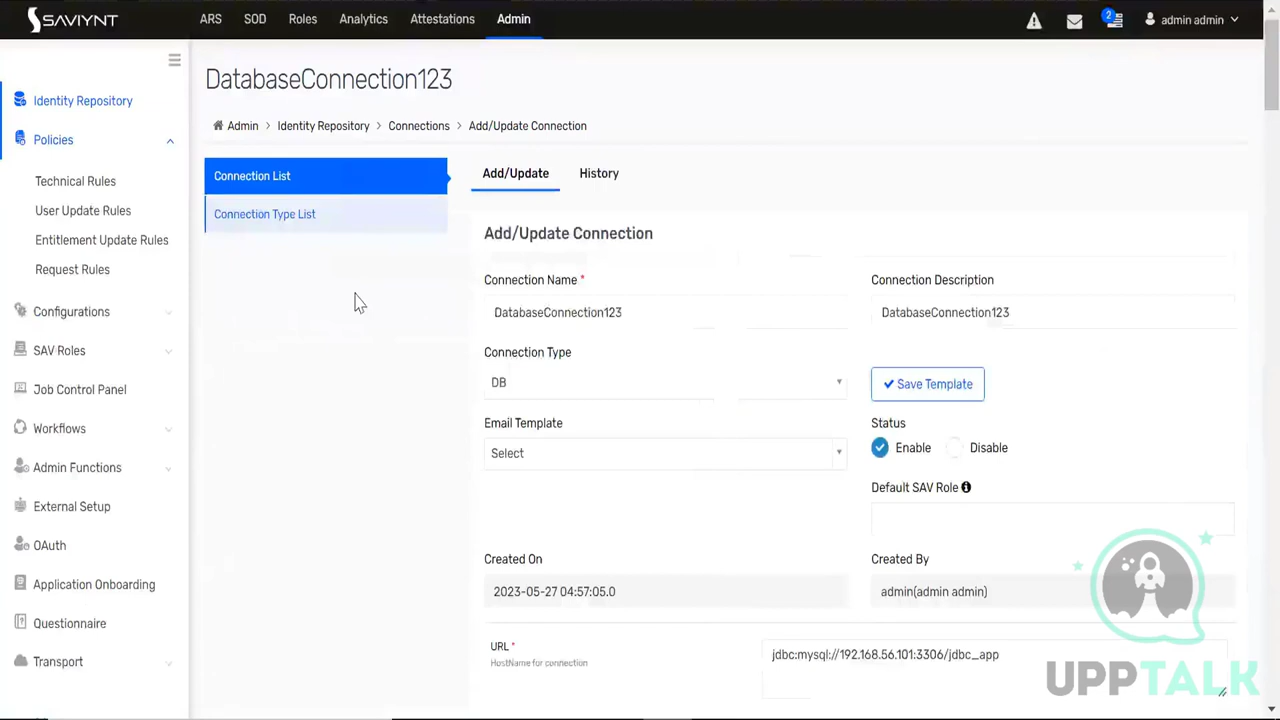 SAVIYNT
ARS SOD Roles Analytics Attestations Admin
2
admin admin
DatabaseConnection123
Admin > Identity Repository > Connections > Add/Update Connection
Identity Repository
Policies
Technical Rules
User Update Rules
Entitlement Update Rules
Request Rules
Configurations
SAV Roles
Job Control Panel
Workflows
Admin Functions
External Setup
OAuth
Application Onboarding
Questionnaire
Transport
Connection List
Connection Type List
Add/Update History
Add/Update Connection
Connection Name * Connection Description
DatabaseConnection123 DatabaseConnection123
Connection Type
DB
Save Template
Email Template Status
Select
Enable Disable
Default SAV Role
Created On Created By
2023-05-27 04:57:05.0 admin(admin admin)
URL *
HostName for connection
jdbc:mysql://192.168.56.101:3306/jdbc_app
UPPTALK